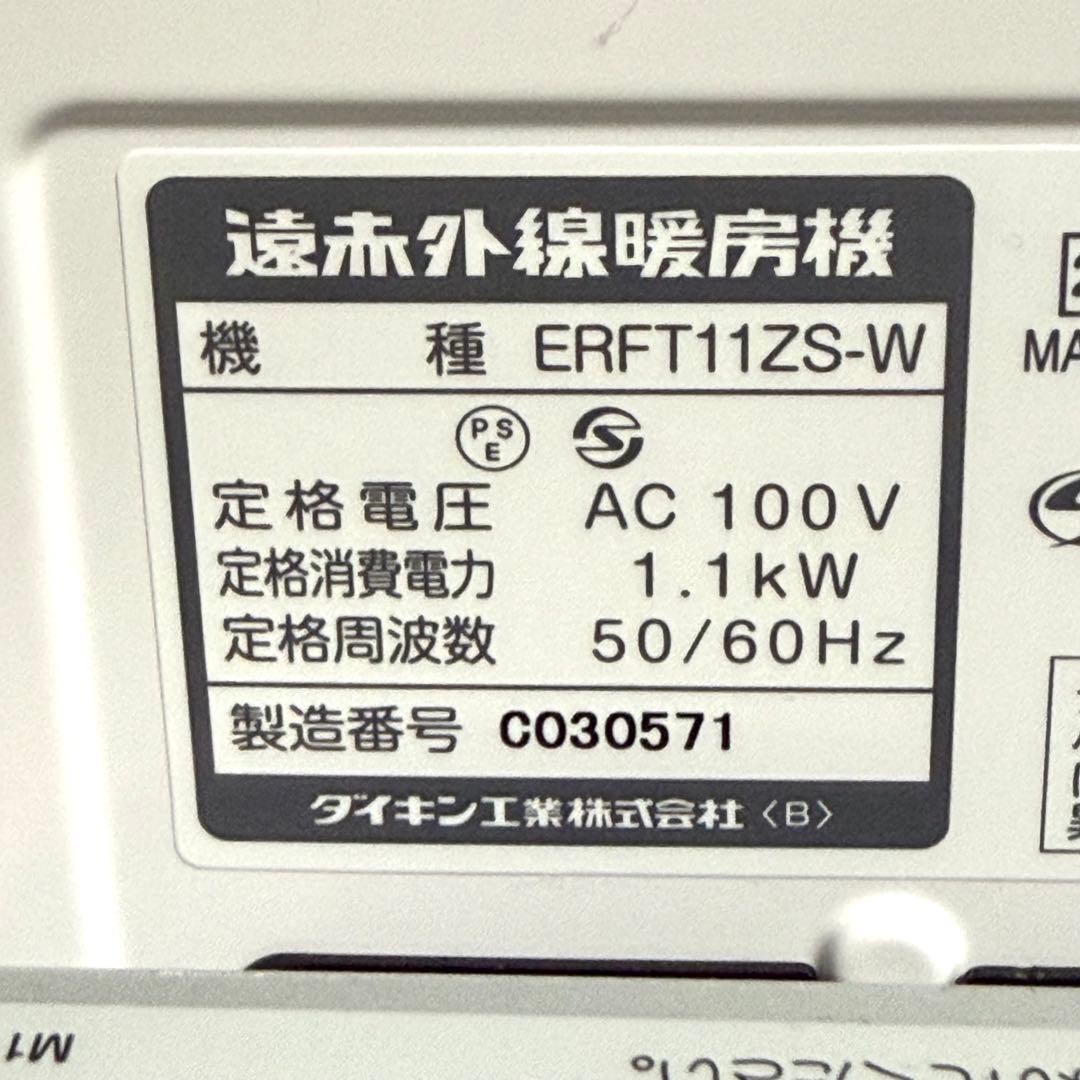 遠赤外線暖房機
機種 ERFT11ZS-W
PSE
定格電圧 AC 100V
定格消費電力 1.1kW
定格周波数 50/60Hz
製造番号 C030571
ダイキン工業株式会社〈B〉
MA
M1